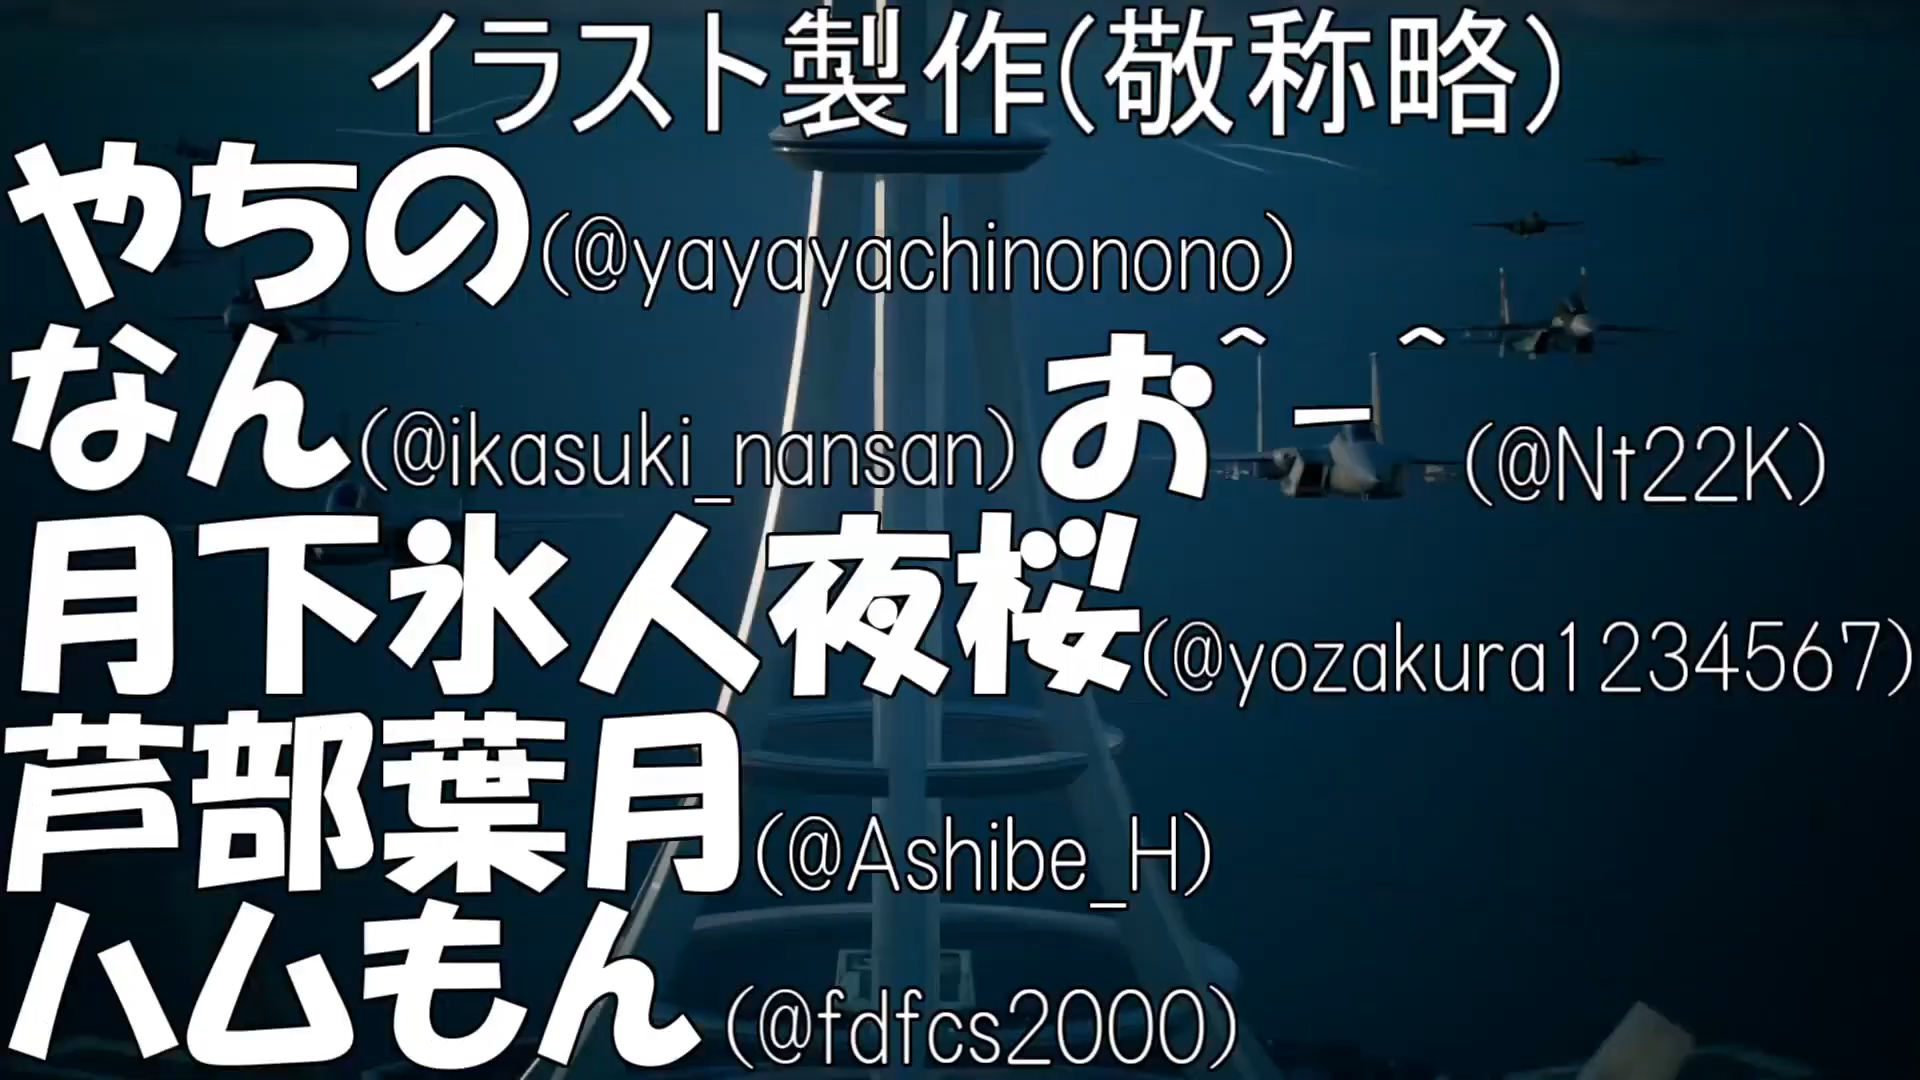 イラスト製作(敬称略)
やちの(@yayayachinonono)
なん(@ikasuki_nansan) お^_^(@Nt22K)
月下氷人夜桜(@yozakura1234567)
芦部葉月(@Ashibe_H)
ハムもん(@fdfcs2000)